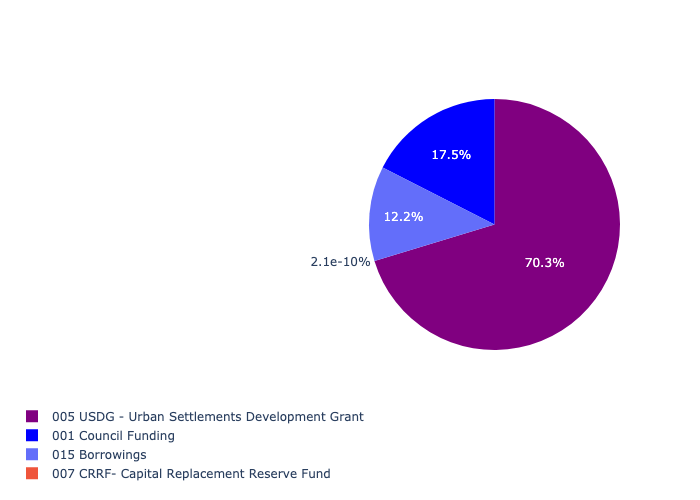 17.5%
12.2%
2.1e-10%
70.3%
005 USDG - Urban Settlements Development Grant
001 Council Funding
015 Borrowings
007 CRRF- Capital Replacement Reserve Fund